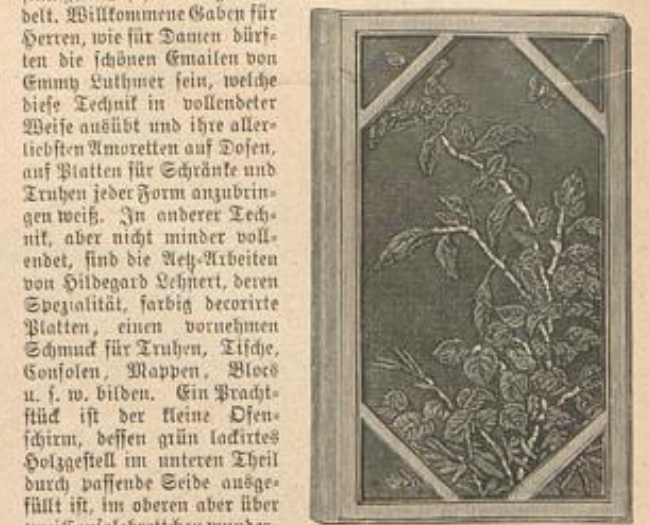 delt. Willkommene Gaben für
Herren, wie für Damen dürf-
ten die schönen Emailen von
Emmy Luthmer sein, welche
diese Technik in vollendeter
Weise ausübt und ihre aller-
liebsten Amoretten auf Dosen,
auf Platten für Schränke und
Truhen jeder Form anzubrin-
gen weiß. In anderer Tech-
nik, aber nicht minder voll-
endet, sind die Aetz-Arbeiten
von Hildegard Lehnert, deren
Spezialität, farbig decorirte
Platten, einen vornehmen
Schmuck für Truhen, Tische,
Consolen, Mappen, Blocs
u. s. w. bilden. Ein Pracht-
stück ist der kleine Ofen-
schirm, dessen grün lackirtes
Holzgestell im unteren Theil
durch passende Seide ausge-
füllt ist, im oberen aber über